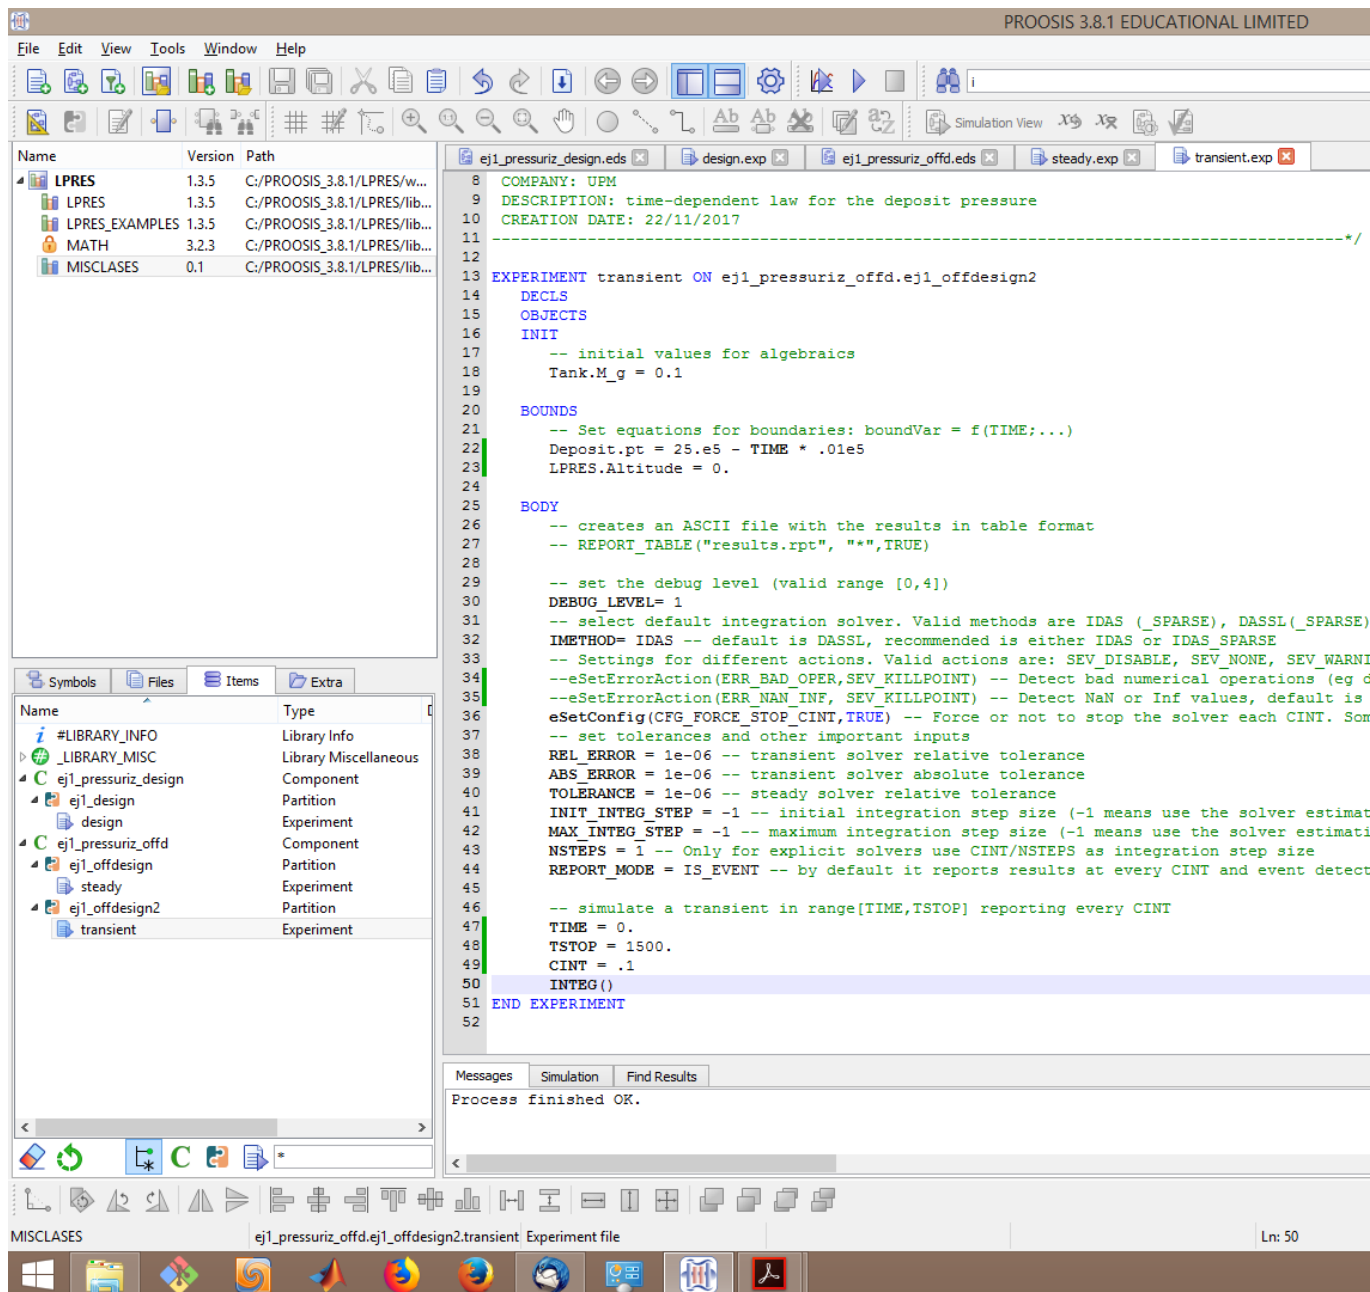 PROOSIS 3.8.1 EDUCATIONAL LIMITED
File Edit View Tools Window Help
i
Ab Ab Simulation View
Name Version Path
LPRES 1.3.5 C:/PROOSIS_3.8.1/LPRES/w...
LPRES 1.3.5 C:/PROOSIS_3.8.1/LPRES/lib...
LPRES_EXAMPLES 1.3.5 C:/PROOSIS_3.8.1/LPRES/lib...
MATH 3.2.3 C:/PROOSIS_3.8.1/LPRES/lib...
MISCLASES 0.1 C:/PROOSIS_3.8.1/LPRES/lib...
Symbols Files Items Extra
Name Type
#LIBRARY_INFO Library Info
_LIBRARY_MISC Library Miscellaneous
C ej1_pressuriz_design Component
ej1_design Partition
design Experiment
C ej1_pressuriz_offd Component
ej1_offdesign Partition
steady Experiment
ej1_offdesign2 Partition
transient Experiment
C *
ej1_pressuriz_design.eds design.exp ej1_pressuriz_offd.eds steady.exp transient.exp
8 COMPANY: UPM
9 DESCRIPTION: time-dependent law for the deposit pressure
10 CREATION DATE: 22/11/2017
11 -----------------------------------------------------------------------------------------*/
12
13 EXPERIMENT transient ON ej1_pressuriz_offd.ej1_offdesign2
14 DECLS
15 OBJECTS
16 INIT
17 -- initial values for algebraics
18 Tank.M_g = 0.1
19
20 BOUNDS
21 -- Set equations for boundaries: boundVar = f(TIME;...)
22 Deposit.pt = 25.e5 - TIME * .01e5
23 LPRES.Altitude = 0.
24
25 BODY
26 -- creates an ASCII file with the results in table format
27 -- REPORT_TABLE("results.rpt", "*",TRUE)
28
29 -- set the debug level (valid range [0,4])
30 DEBUG_LEVEL= 1
31 -- select default integration solver. Valid methods are IDAS (_SPARSE), DASSL(_SPARSE)
32 IMETHOD= IDAS -- default is DASSL, recommended is either IDAS or IDAS_SPARSE
33 -- Settings for different actions. Valid actions are: SEV_DISABLE, SEV_NONE, SEV_WARNI
34 --eSetErrorAction(ERR_BAD_OPER,SEV_KILLPOINT) -- Detect bad numerical operations (eg d
35 --eSetErrorAction(ERR_NAN_INF, SEV_KILLPOINT) -- Detect NaN or Inf values, default is
36 eSetConfig(CFG_FORCE_STOP_CINT,TRUE) -- Force or not to stop the solver each CINT. Som
37 -- set tolerances and other important inputs
38 REL_ERROR = 1e-06 -- transient solver relative tolerance
39 ABS_ERROR = 1e-06 -- transient solver absolute tolerance
40 TOLERANCE = 1e-06 -- steady solver relative tolerance
41 INIT_INTEG_STEP = -1 -- initial integration step size (-1 means use the solver estimat
42 MAX_INTEG_STEP = -1 -- maximum integration step size (-1 means use the solver estimati
43 NSTEPS = 1 -- Only for explicit solvers use CINT/NSTEPS as integration step size
44 REPORT_MODE = IS_EVENT -- by default it reports results at every CINT and event detect
45
46 -- simulate a transient in range[TIME,TSTOP] reporting every CINT
47 TIME = 0.
48 TSTOP = 1500.
49 CINT = .1
50 INTEG()
51 END EXPERIMENT
52
Messages Simulation Find Results
Process finished OK.
MISCLASES ej1_pressuriz_offd.ej1_offdesign2.transient Experiment file Ln: 50